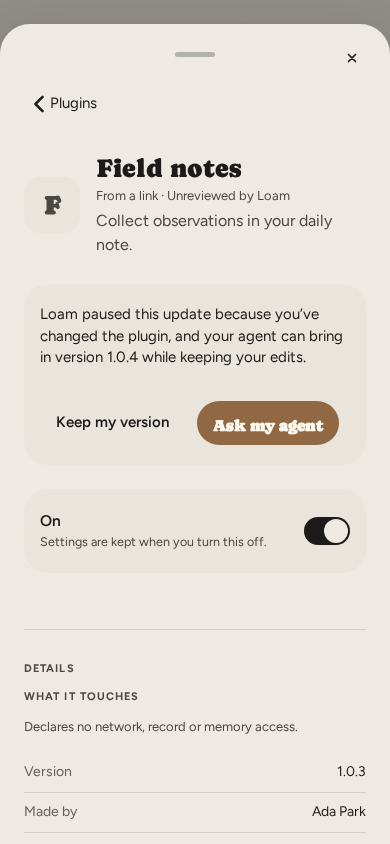 Plugins
Field notes
F
From a link · Unreviewed by Loam
Collect observations in your daily
note.
Loam paused this update because you’ve
changed the plugin, and your agent can bring
in version 1.0.4 while keeping your edits.
Keep my version
Ask my agent
On
Settings are kept when you turn this off.
DETAILS
WHAT IT TOUCHES
Declares no network, record or memory access.
Version 1.0.3
Made by Ada Park